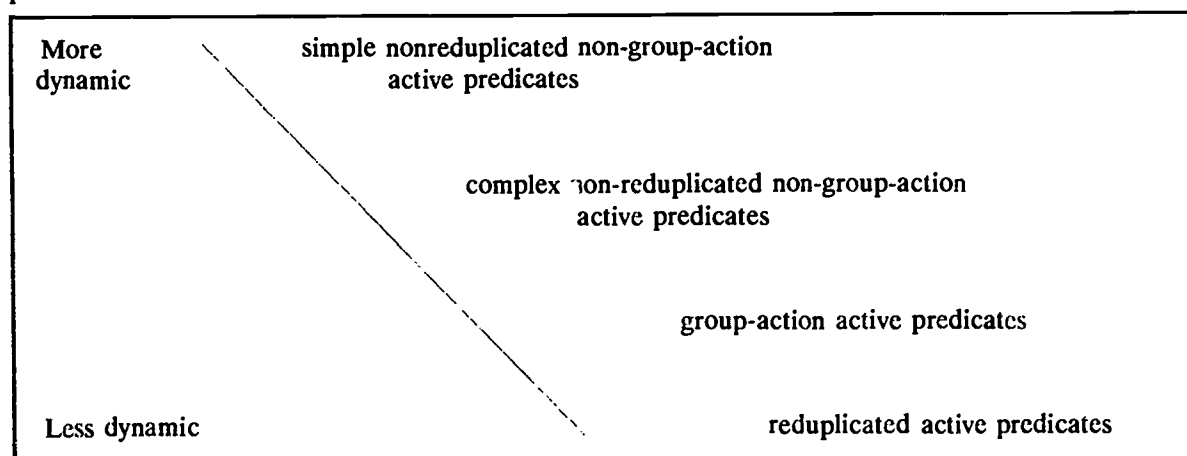 More
dynamic
simple nonreduplicated non-group-action
active predicates
complex non-reduplicated non-group-action
active predicates
group-action active predicates
Less dynamic
reduplicated active predicates